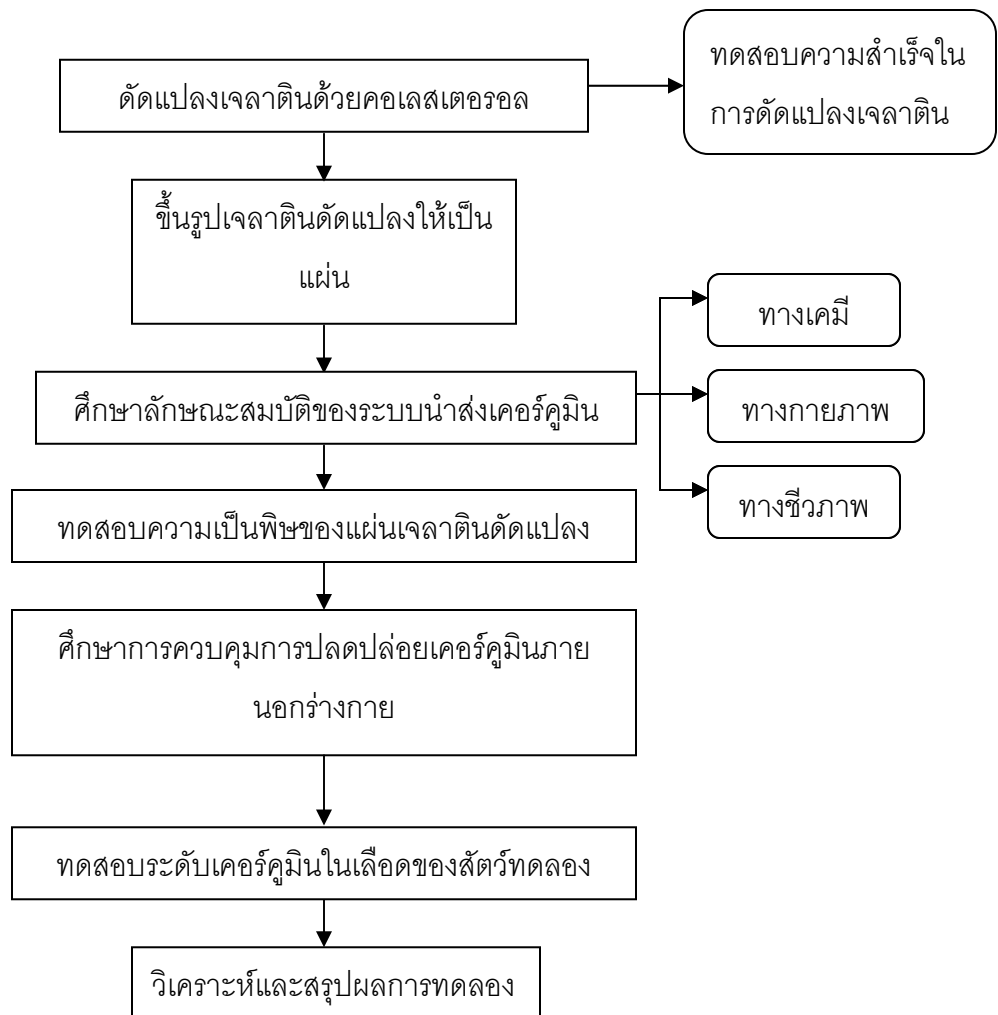 ดัดแปลงเจลาตินด้วยคอเลสเตอรอล
ทดสอบความสำเร็จใน
การดัดแปลงเจลาติน
ขึ้นรูปเจลาตินดัดแปลงให้เป็น
แผ่น
ศึกษาลักษณะสมบัติของระบบนำส่งเคอร์คูมิน
ทางเคมี
ทางกายภาพ
ทางชีวภาพ
ทดสอบความเป็นพิษของแผ่นเจลาตินดัดแปลง
ศึกษาการควบคุมการปลดปล่อยเคอร์คูมินภาย
นอกร่างกาย
ทดสอบระดับเคอร์คูมินในเลือดของสัตว์ทดลอง
วิเคราะห์และสรุปผลการทดลอง